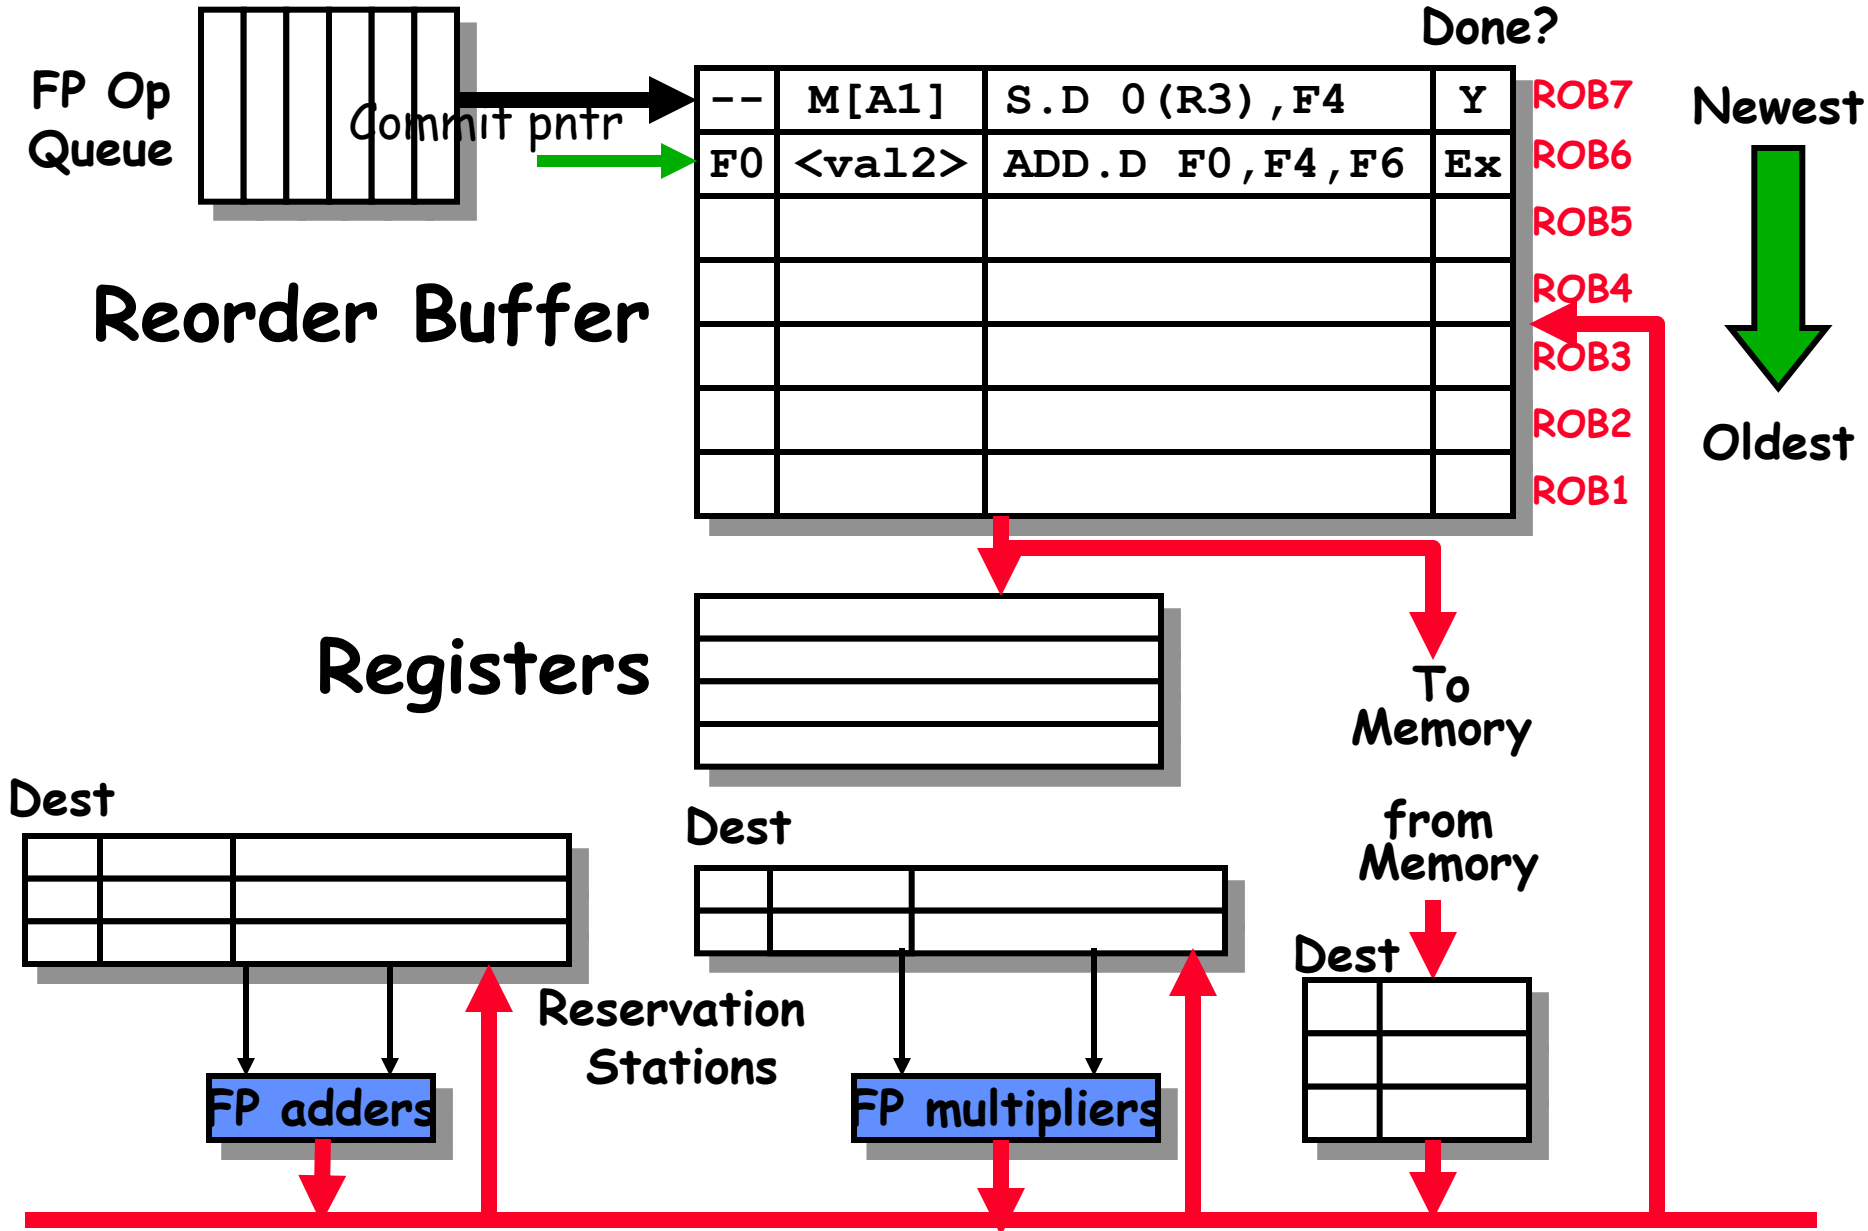 Done?
FP Op
Queue
Commit pntr
-- M[A1] S.D 0(R3),F4 Y ROB7
F0 <val2> ADD.D F0,F4,F6 Ex ROB6
ROB5
ROB4
ROB3
ROB2
ROB1
Newest
Oldest
Reorder Buffer
Registers
To
Memory
from
Memory
Dest
Dest
Dest
Reservation
Stations
FP adders
FP multipliers